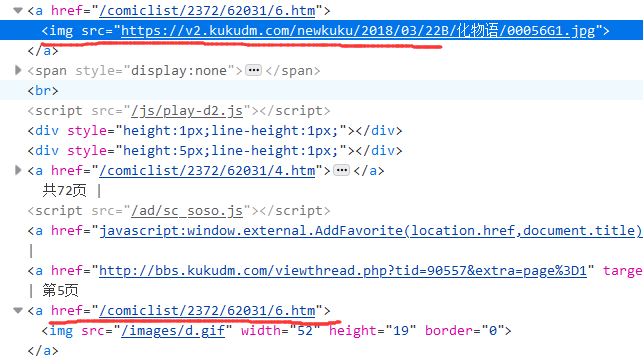 <a href="/comiclist/2372/62031/6.htm">
<img src="https://v2.kukudm.com/newkuku/2018/03/22B/化物语/00056G1.jpg">
</a>
<span style="display:none">⋯</span>
<br>
<script src="/js/play-d2.js"></script>
<div style="height:1px;line-height:1px;"></div>
<div style="height:5px;line-height:1px;"></div>
<a href="/comiclist/2372/62031/4.htm">⋯</a>
共72页 |
<script src="/ad/sc_soso.js"></script>
<a href="javascript:window.external.AddFavorite(location.href,document.title)
|
<a href="http://bbs.kukudm.com/viewthread.php?tid=90557&extra=page%3D1" targe
| 第5页
<a href="/comiclist/2372/62031/6.htm">
<img src="/images/d.gif" width="52" height="19" border="0">
</a>